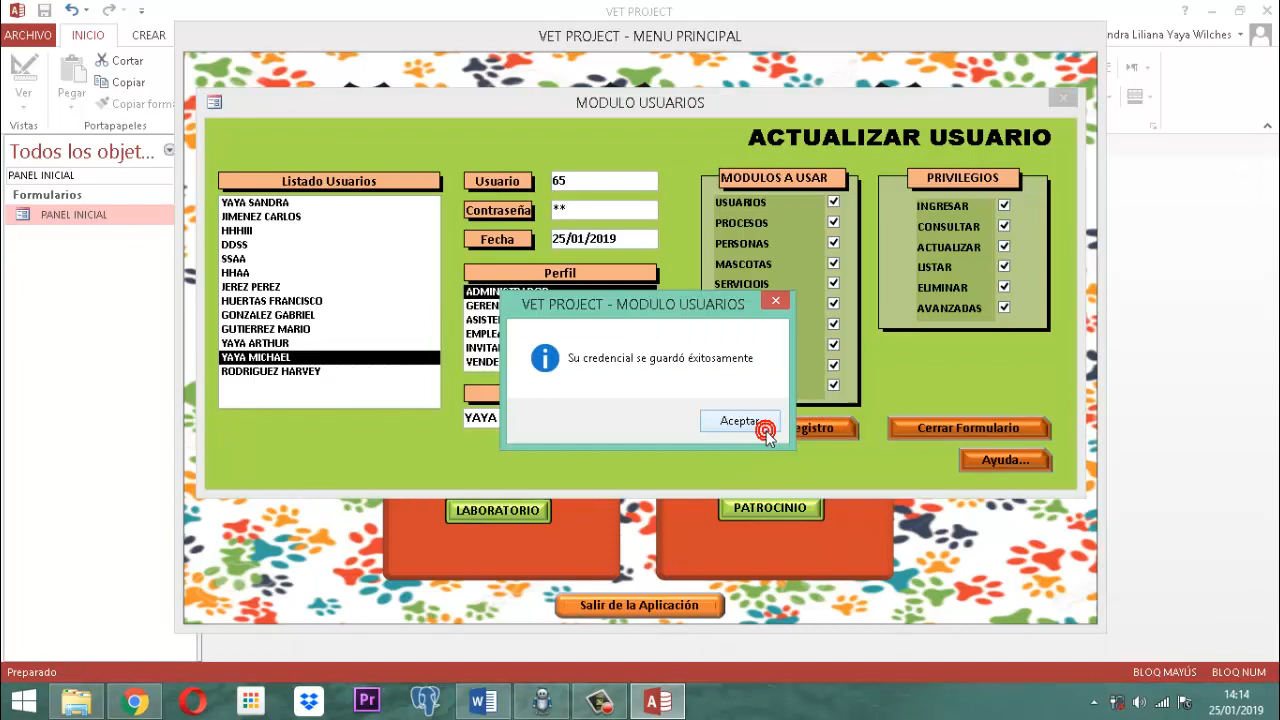 VET PROJECT
ARCHIVO
INICIO
CREAR
ndra Liliana Yaya Wilches
VET PROJECT - MENU PRINCIPAL
Ver
Pegar
Cortar
Copiar
Copiar forma
Vistas
Portapapeles
Todos los objet...
PANEL INICIAL
Formularios
PANEL INICIAL
MODULO USUARIOS
ACTUALIZAR USUARIO
Listado Usuarios
YAYA SANDRA
JIMENEZ CARLOS
HHHIII
DDSS
SSAA
HHAA
JEREZ PEREZ
HUERTAS FRANCISCO
GONZALEZ GABRIEL
GUTIERREZ MARIO
YAYA ARTHUR
YAYA MICHAEL
RODRIGUEZ HARVEY
Usuario
65
Contraseña
**
Fecha
25/01/2019
Perfil
ADMINISTRADOR
GEREN
ASISTE
EMPLE
INVITA
VENDE
YAYA
MODULOS A USAR
USUARIOS
PROCESOS
PERSONAS
MASCOTAS
SERVICIOIS
PRIVILEGIOS
INGRESAR
CONSULTAR
ACTUALIZAR
LISTAR
ELIMINAR
AVANZADAS
VET PROJECT - MODULO USUARIOS
Su credencial se guardó éxitosamente
Aceptar
egistro
Cerrar Formulario
Ayuda...
LABORATORIO
PATROCINIO
Salir de la Aplicación
Preparado
BLOQ MAYÚS
BLOQ NUM
14:14
25/01/2019